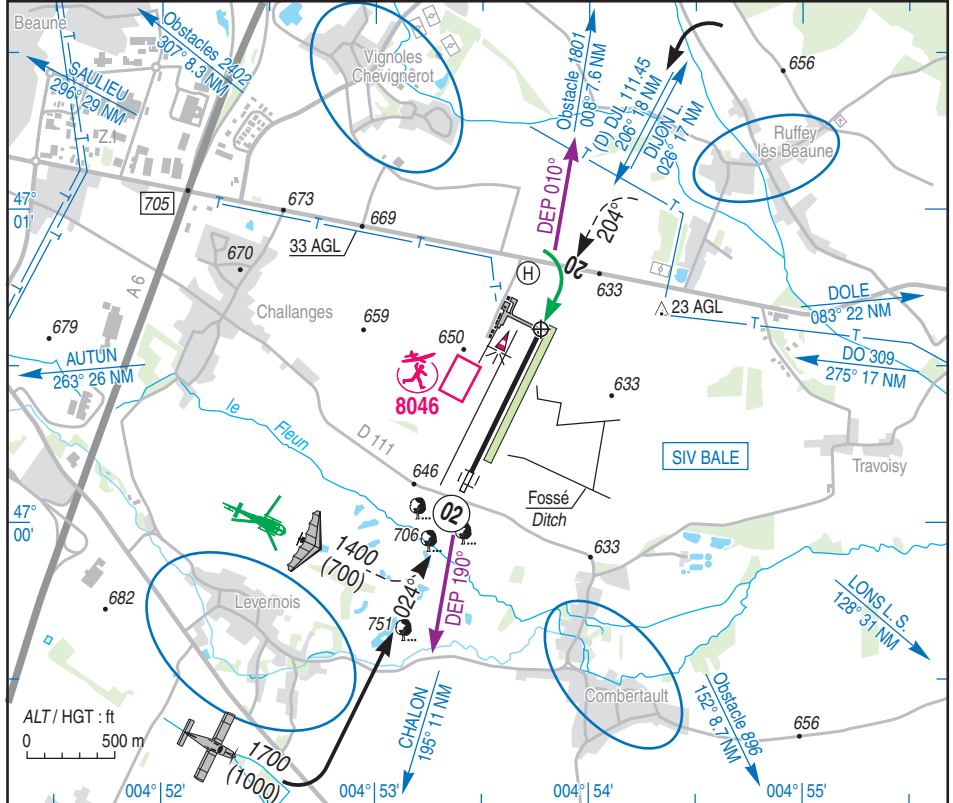 Beaune
Obstacles 2402
307° 8.3 NM
SAULIEU
296° 29 NM
Z.I
Vignoles
Chevignerot
Obstacle 1801
008° 7.6 NM
(D) DJL 111.45
206° 18 NM
DIJON L.
026° 17 NM
656
Ruffey
lès Beaune
47°
01'
705
673
669
33 AGL
670
A 6
DEP 010°
204°
20
H
633
23 AGL
DOLE
083° 22 NM
Challanges
659
679
650
AUTUN
263° 26 NM
8046
DO 309
275° 17 NM
633
le
Fleun
D 111
SIV BALE
Travoisy
646
Fossé
Ditch
47°
00'
02
706
633
1400
(700)
024°
DEP 190°
682
Levernois
751
LONS L. S.
128° 31 NM
Combertault
CHALON
195° 11 NM
Obstacle 896
152° 8.7NM
656
ALT / HGT : ft
0 500 m
1700
(1000)
004° 52'
004° 53'
004° 54'
004° 55'
T
T
T
T
T
T
T
T
T